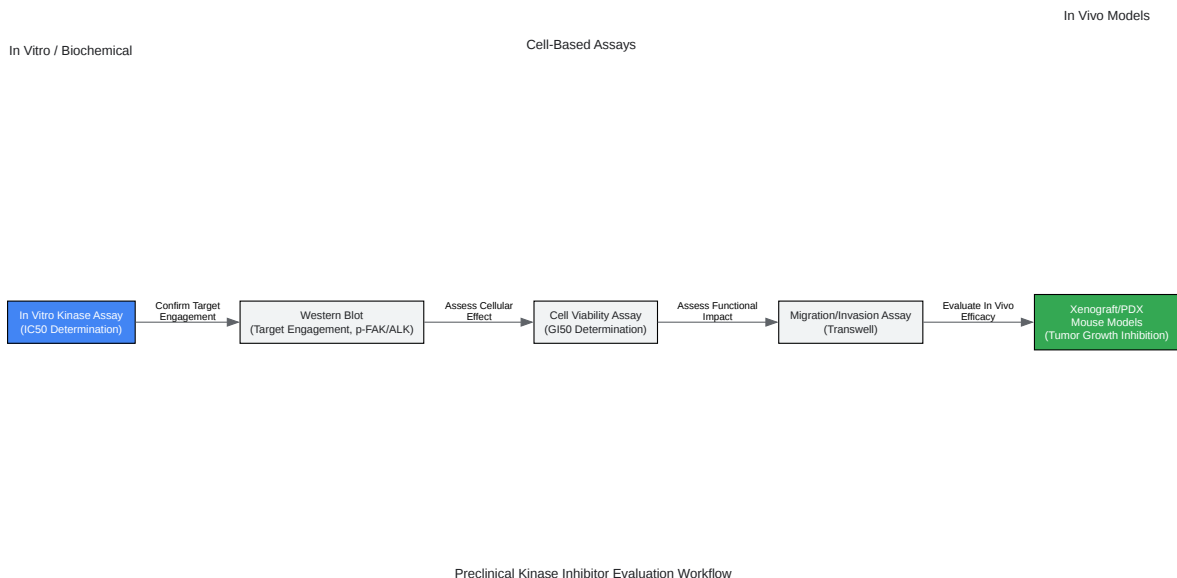 In Vivo Models
Cell-Based Assays
In Vitro / Biochemical
In Vitro Kinase Assay
(IC50 Determination)
Confirm Target
Engagement
Western Blot
(Target Engagement, p-FAK/ALK)
Assess Cellular
Effect
Cell Viability Assay
(GI50 Determination)
Assess Functional
Impact
Migration/Invasion Assay
(Transwell)
Evaluate In Vivo
Efficacy
Xenograft/PDX
Mouse Models
(Tumor Growth Inhibition)
Preclinical Kinase Inhibitor Evaluation Workflow